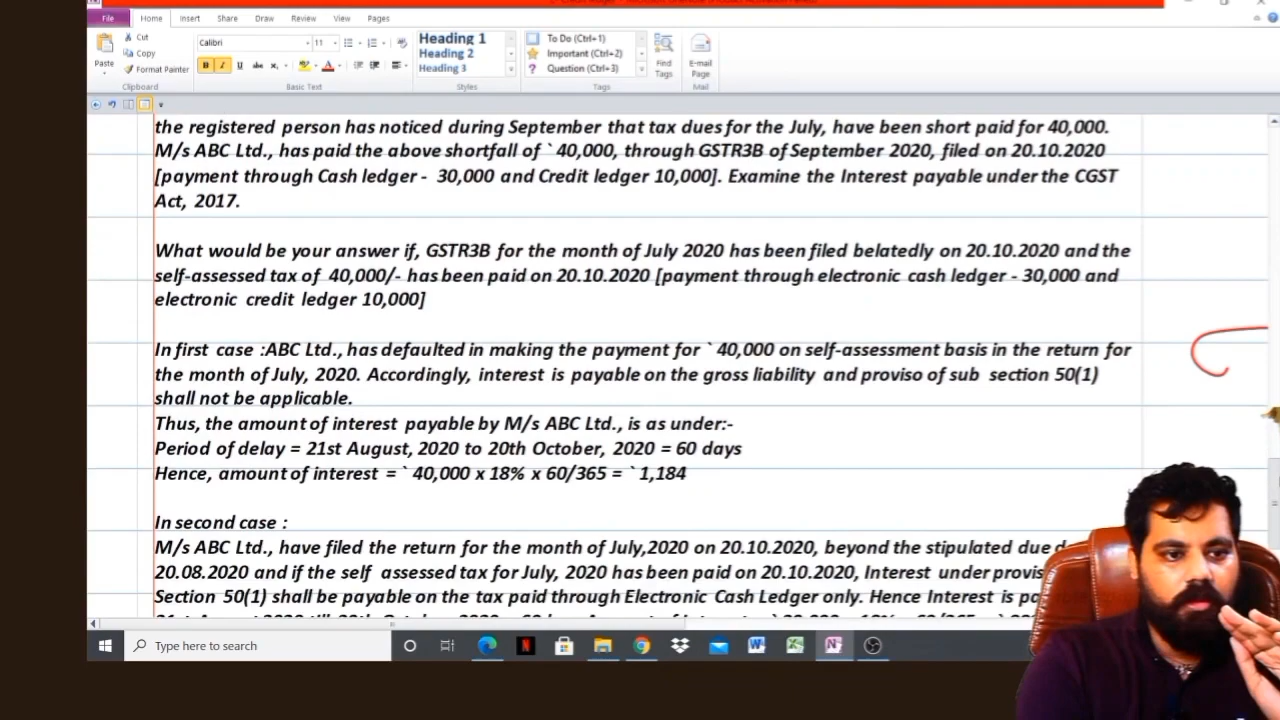 File Home Insert Share Draw Review View Pages
Cut
Copy
Format Painter
Paste
Clipboard
Calibri 11
B I U abc
Basic Text
Heading 1
Heading 2
Heading 3
Styles
To Do (Ctrl+1)
Important (Ctrl+2)
Question (Ctrl+3)
Tags
Find Tags
E-mail Page
Mail
the registered person has noticed during September that tax dues for the July, have been short paid for 40,000.
M/s ABC Ltd., has paid the above shortfall of ` 40,000, through GSTR3B of September 2020, filed on 20.10.2020
[payment through Cash ledger - 30,000 and Credit ledger 10,000]. Examine the Interest payable under the CGST
Act, 2017.
What would be your answer if, GSTR3B for the month of July 2020 has been filed belatedly on 20.10.2020 and the
self-assessed tax of 40,000/- has been paid on 20.10.2020 [payment through electronic cash ledger - 30,000 and
electronic credit ledger 10,000]
In first case :ABC Ltd., has defaulted in making the payment for ` 40,000 on self-assessment basis in the return for
the month of July, 2020. Accordingly, interest is payable on the gross liability and proviso of sub section 50(1)
shall not be applicable.
Thus, the amount of interest payable by M/s ABC Ltd., is as under:-
Period of delay = 21st August, 2020 to 20th October, 2020 = 60 days
Hence, amount of interest = ` 40,000 x 18% x 60/365 = ` 1,184
In second case :
M/s ABC Ltd., have filed the return for the month of July,2020 on 20.10.2020, beyond the stipulated due
20.08.2020 and if the self assessed tax for July, 2020 has been paid on 20.10.2020, Interest under
Section 50(1) shall be payable on the tax paid through Electronic Cash Ledger only. Hence Interest is
Type here to search